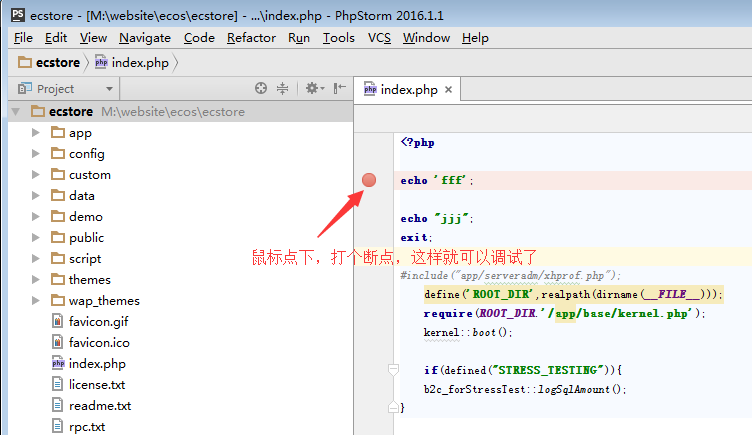 PS ecstore - [M:\website\ecos\ecstore] - ...\index.php - PhpStorm 2016.1.1
File Edit View Navigate Code Refactor Run Tools VCS Window Help
ecstore php index.php
Project php index.php ×
ecstore M:\website\ecos\ecstore
app
config
custom
data
demo
public
script
themes
wap_themes
favicon.gif
favicon.ico
php index.php
license.txt
readme.txt
rpc.txt
<?php
echo 'fff';
echo "jjj";
exit;
鼠标点下，打个断点，这样就可以调试了
#include("app/serveradm/xhprof.php");
define('ROOT_DIR',realpath(dirname(__FILE__)));
require(ROOT_DIR.'/app/base/kernel.php');
kernel::boot();
if(defined("STRESS_TESTING")){
b2c_forStressTest::logSqlAmount();
}